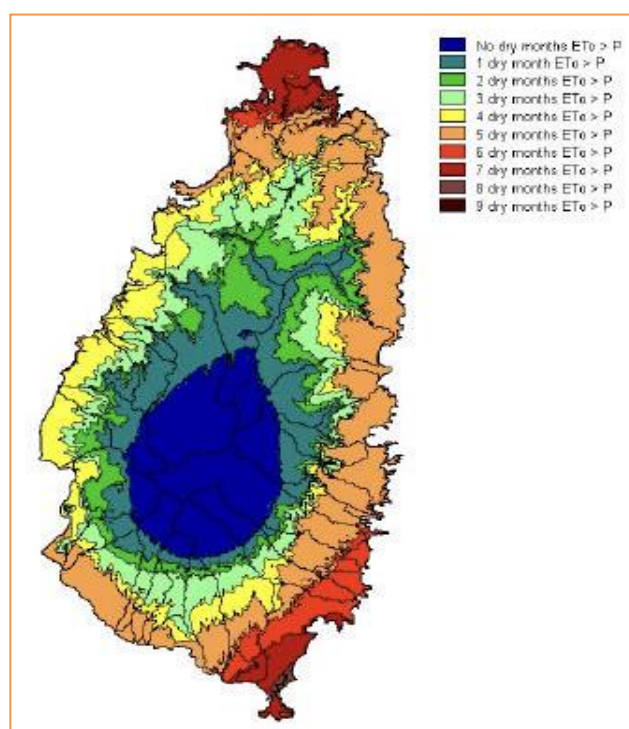 No dry months ETo > P
1 dry month ETo > P
2 dry months ETo > P
3 dry months ETo > P
4 dry months ETo > P
5 dry months ETo > P
6 dry months ETo > P
7 dry months ETo > P
8 dry months ETo > P
9 dry months ETo > P